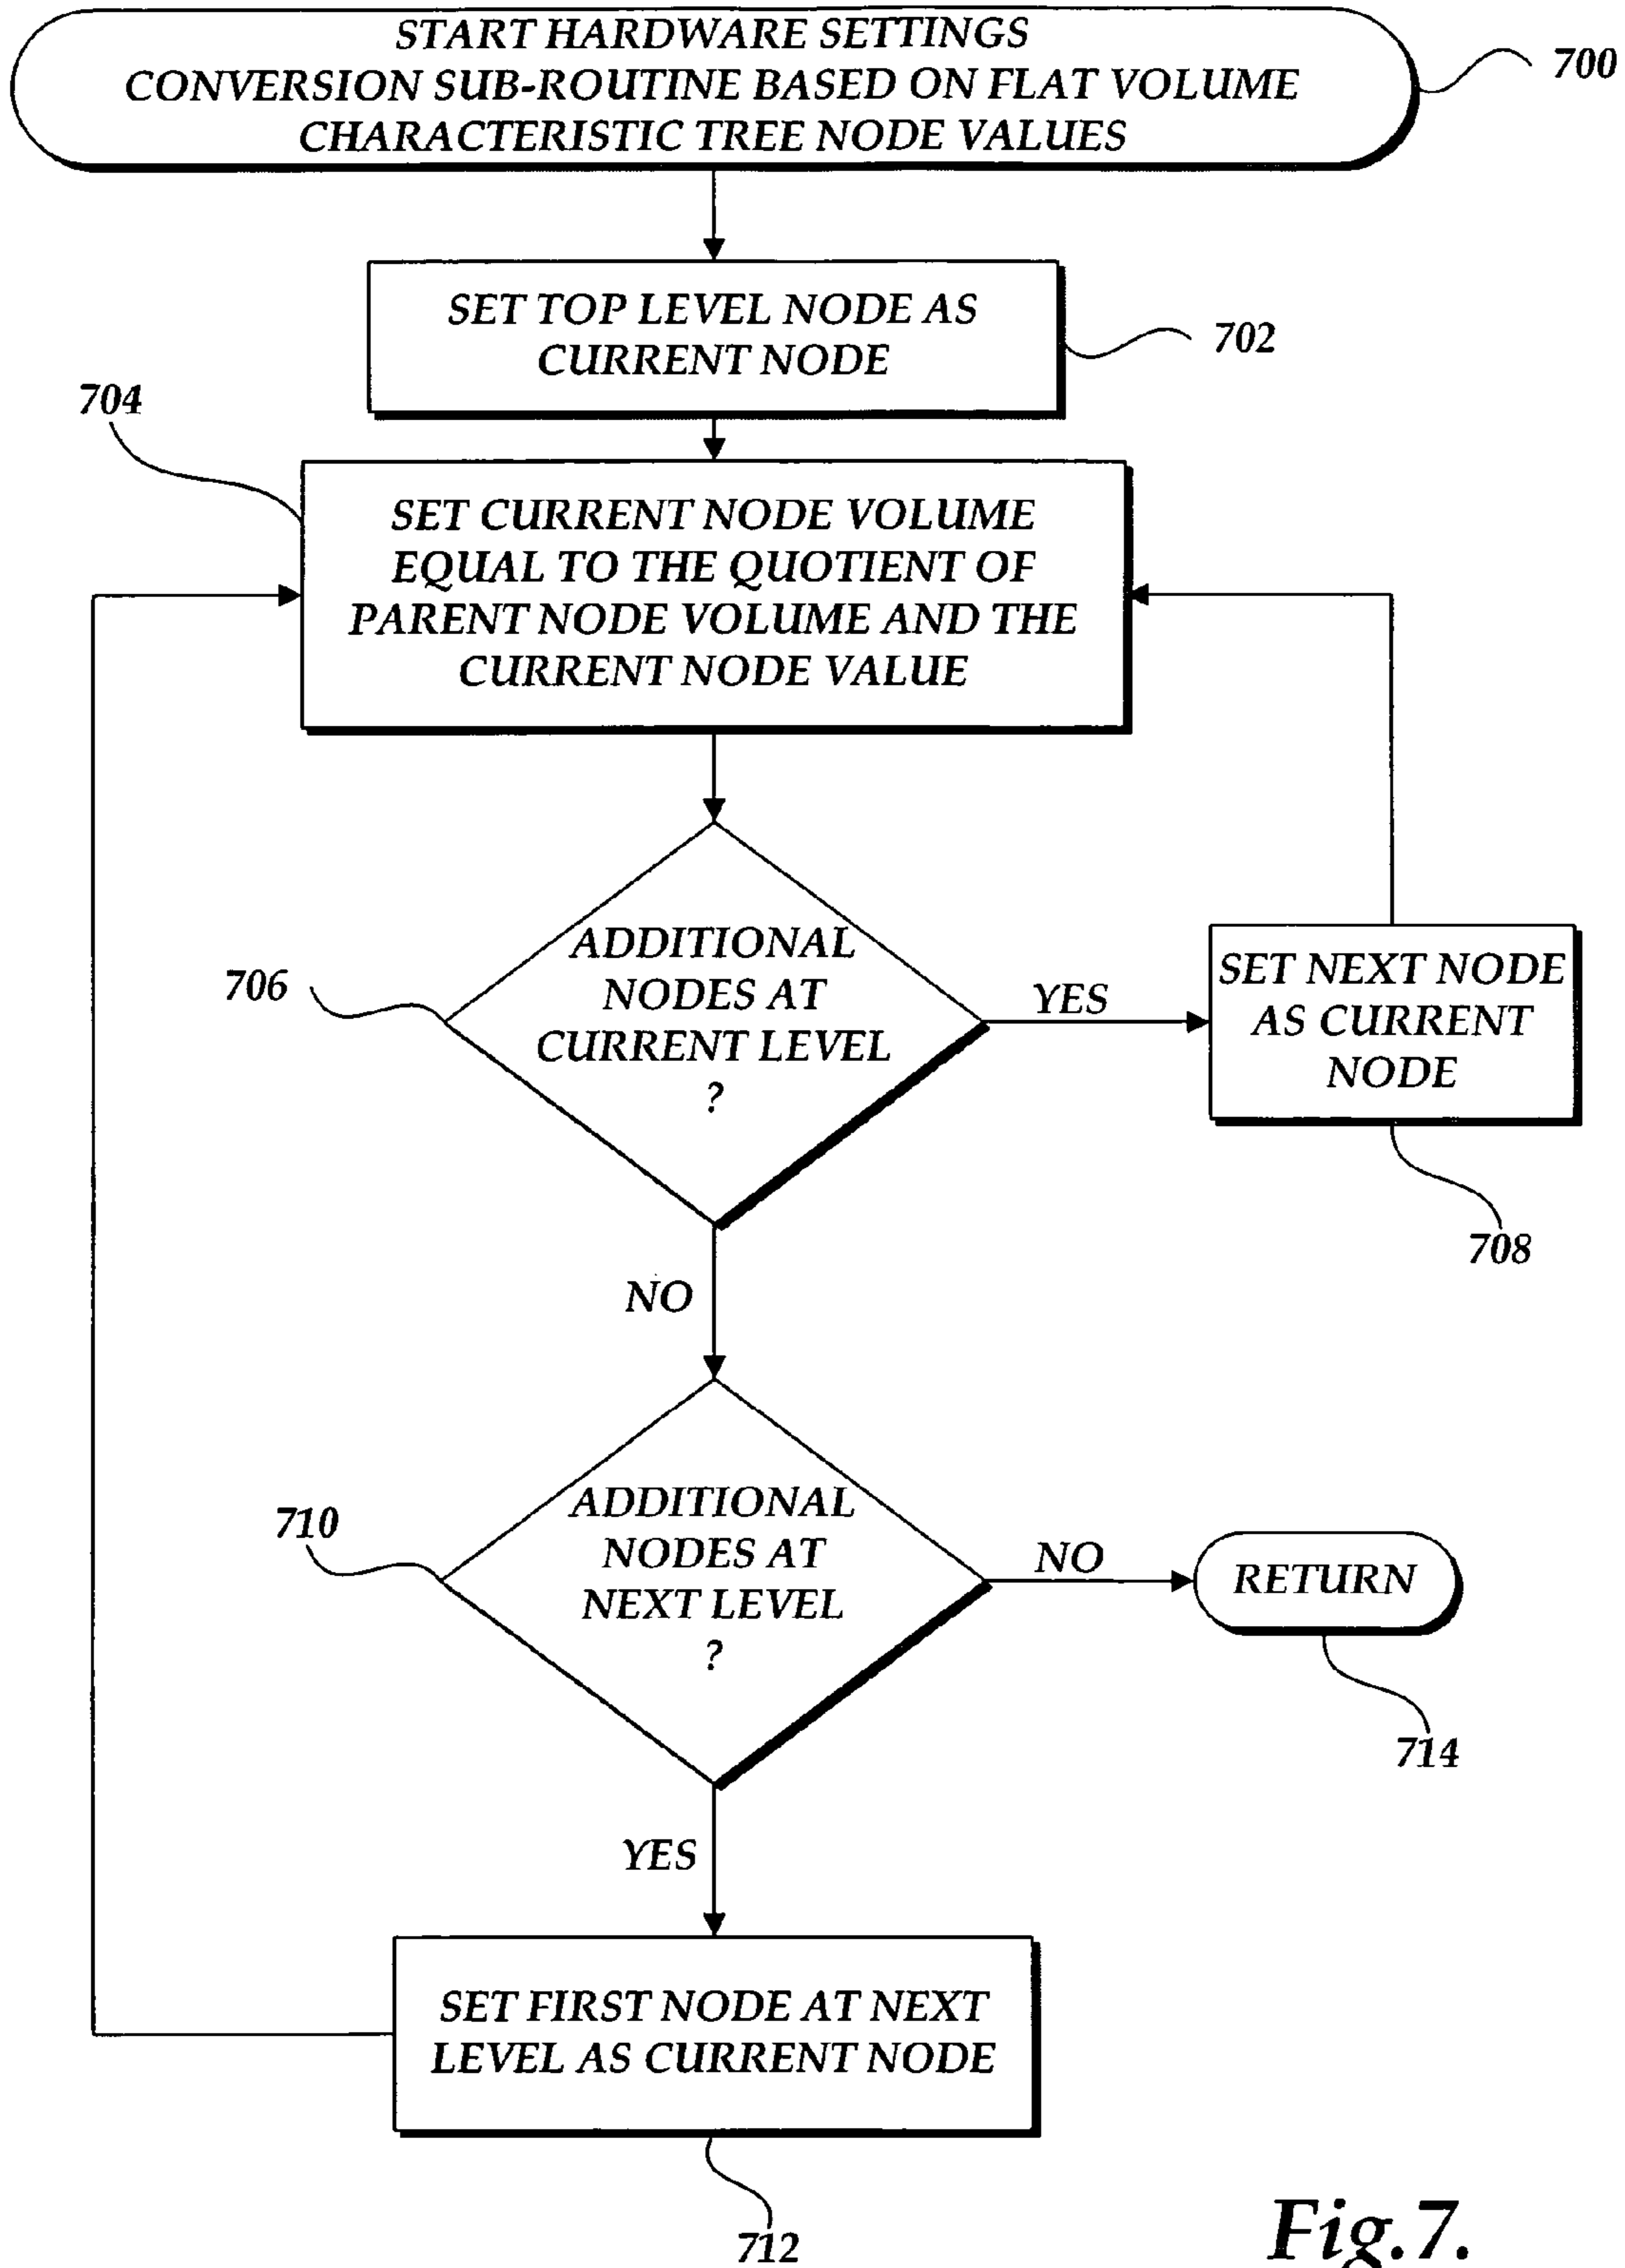 START HARDWARE SETTINGS
CONVERSION SUB-ROUTINE BASED ON FLAT VOLUME
CHARACTERISTIC TREE NODE VALUES
700
SET TOP LEVEL NODE AS
CURRENT NODE
702
704
SET CURRENT NODE VOLUME
EQUAL TO THE QUOTIENT OF
PARENT NODE VOLUME AND THE
CURRENT NODE VALUE
706
ADDITIONAL
NODES AT
CURRENT LEVEL
?
YES
SET NEXT NODE
AS CURRENT
NODE
708
NO
710
ADDITIONAL
NODES AT
NEXT LEVEL
?
NO
RETURN
714
YES
SET FIRST NODE AT NEXT
LEVEL AS CURRENT NODE
712
Fig.7.